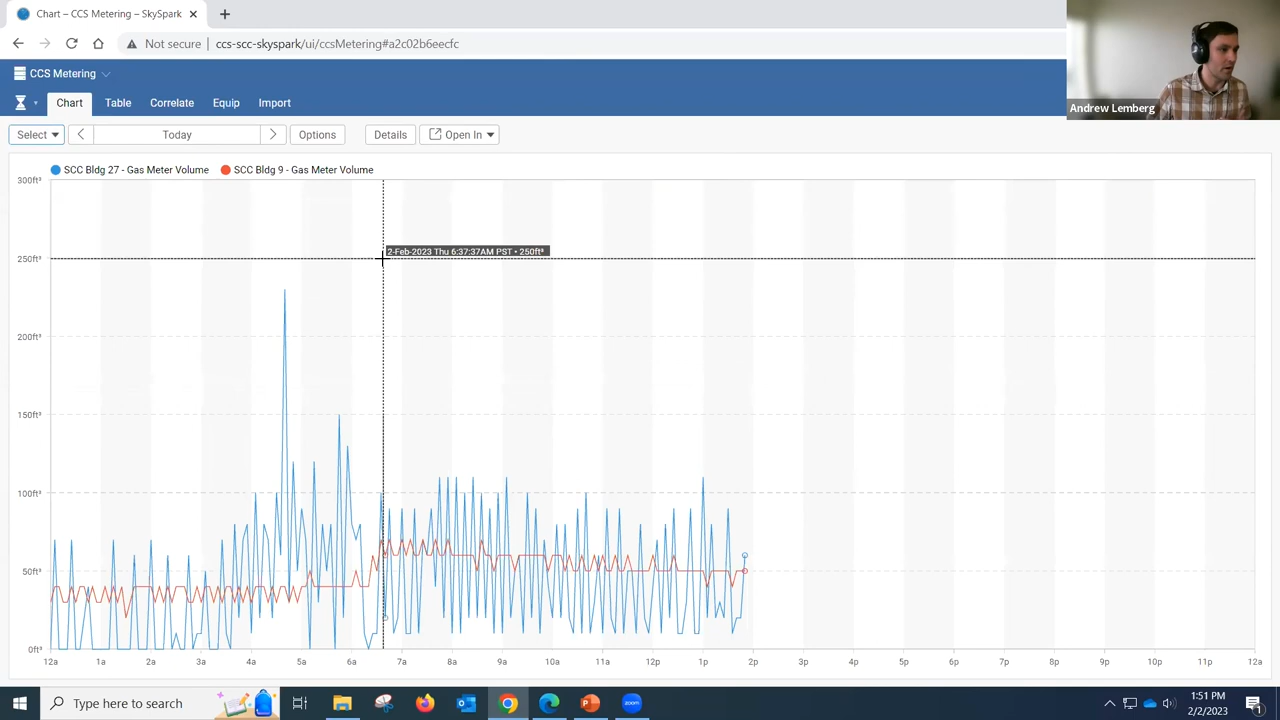 Chart – CCS Metering – SkySpark
Not secure ccs-scc-skyspark/ui/ccsMetering#a2c02b6eecfc
CCS Metering
Chart Table Correlate Equip Import
Andrew Lemberg
Select Today Options Details Open In
SCC Bldg 27 - Gas Meter Volume SCC Bldg 9 - Gas Meter Volume
300ft³
2-Feb-2023 Thu 6:37:37AM PST • 250ft³
250ft³
200ft³
150ft³
100ft³
50ft³
0ft³
12a 1a 2a 3a 4a 5a 6a 7a 8a 9a 10a 11a 12p 1p 2p 3p 4p 5p 6p 7p 8p 9p 10p 11p 12a
Type here to search
zoom
1:51 PM
2/2/2023
1